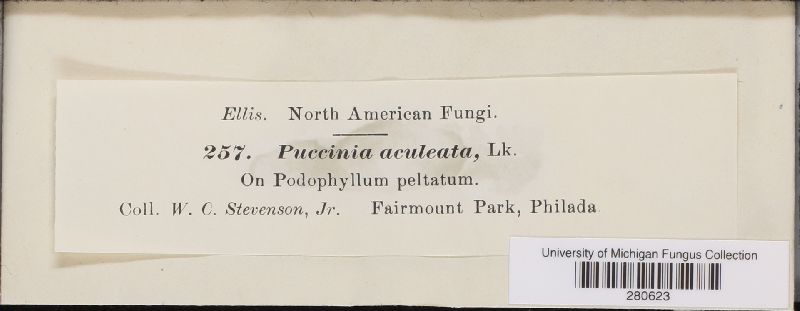 Ellis. North American Fungi.
257. Puccinia aculeata, Lk.
On Podophyllum peltatum.
Coll. W. C. Stevenson, Jr. Fairmount Park, Philada
University of Michigan Fungus Collection
280623